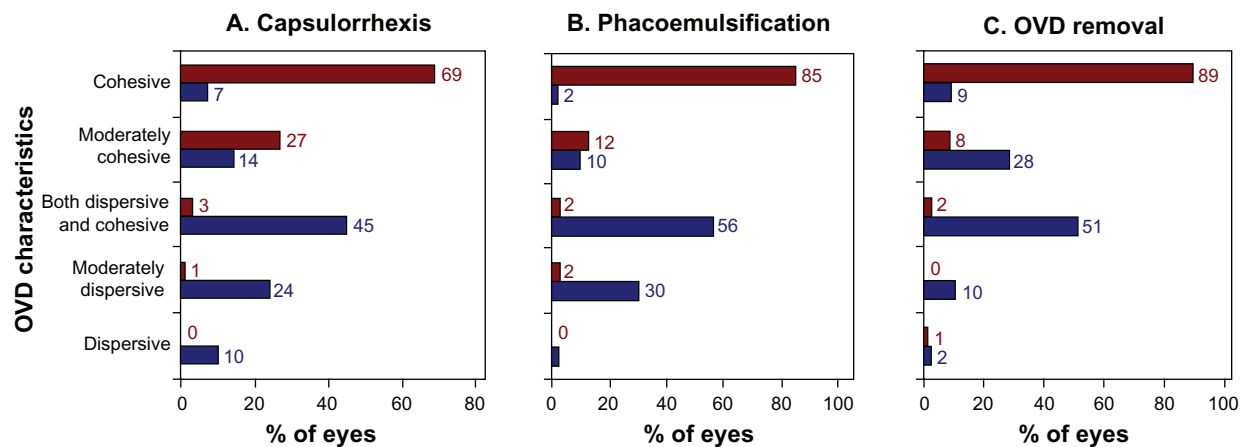 A. Capsulorrhexis
B. Phacoemulsification
C. OVD removal
OVD characteristics
Cohesive
69
7
85
2
89
9
Moderately
cohesive
27
14
12
10
8
28
Both dispersive
and cohesive
3
45
2
56
2
51
Moderately
dispersive
1
24
2
30
0
10
Dispersive
0
10
0
1
2
0 20 40 60 80
0 20 40 60 80 100
0 20 40 60 80 100
% of eyes
% of eyes
% of eyes